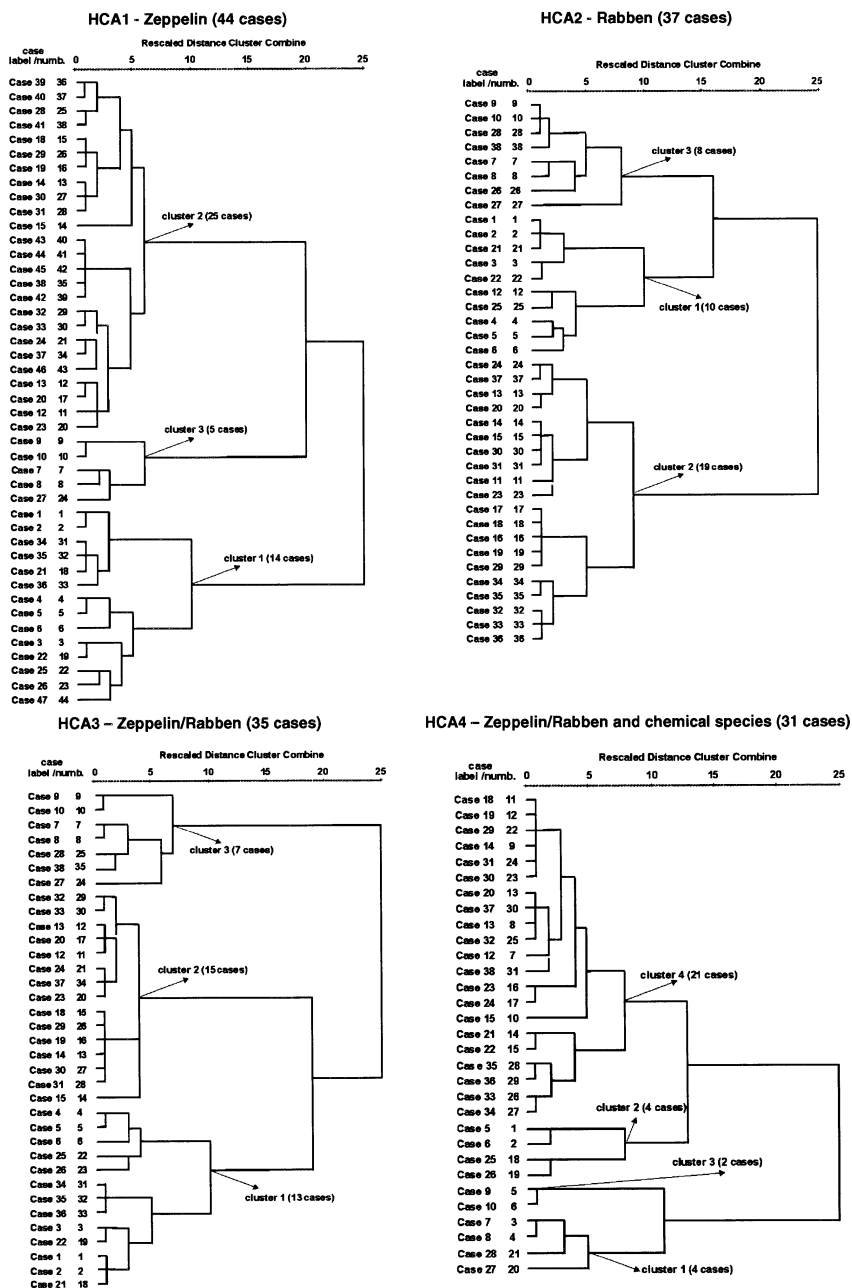 HCA1 - Zeppelin (44 cases)
Rescaled Distance Cluster Combine
case
label /numb.
0 5 10 15 20 25
Case 39 36
Case 40 37
Case 28 25
Case 41 38
Case 18 15
Case 29 26
Case 19 16
Case 14 13
Case 30 27
Case 31 28
Case 15 14
cluster 2 (25 cases)
Case 43 40
Case 44 41
Case 45 42
Case 38 35
Case 42 39
Case 32 29
Case 33 30
Case 24 21
Case 37 34
Case 46 43
Case 13 12
Case 20 17
Case 12 11
Case 23 20
cluster 3 (5 cases)
Case 9 9
Case 10 10
Case 7 7
Case 8 8
Case 27 24
Case 1 1
Case 2 2
Case 34 31
Case 35 32
cluster 1 (14 cases)
Case 21 18
Case 36 33
Case 4 4
Case 5 5
Case 6 6
Case 3 3
Case 22 19
Case 25 22
Case 26 23
Case 47 44
HCA2 - Rabben (37 cases)
Rescaled Distance Cluster Combine
case
label /numb.
0 5 10 15 20 25
Case 9 9
Case 10 10
Case 28 28
Case 38 38
cluster 3 (8 cases)
Case 7 7
Case 8 8
Case 26 26
Case 27 27
Case 1 1
Case 2 2
Case 21 21
Case 3 3
Case 22 22
Case 12 12
Case 25 25
cluster 1 (10 cases)
Case 4 4
Case 5 5
Case 6 6
Case 24 24
Case 37 37
Case 13 13
Case 20 20
Case 14 14
Case 15 15
Case 30 30
Case 31 31
cluster 2 (19 cases)
Case 11 11
Case 23 23
Case 17 17
Case 18 18
Case 16 16
Case 19 19
Case 29 29
Case 34 34
Case 35 35
Case 32 32
Case 33 33
Case 36 36
HCA3 – Zeppelin/Rabben (35 cases)
Rescaled Distance Cluster Combine
case
label /numb.
0 5 10 15 20 25
Case 9 9
Case 10 10
Case 7 7
Case 8 8
Case 28 25
cluster 3 (7 cases)
Case 38 35
Case 27 24
Case 32 29
Case 33 30
Case 13 12
Case 20 17
Case 12 11
Case 24 21
cluster 2 (15 cases)
Case 37 34
Case 23 20
Case 18 15
Case 29 26
Case 19 16
Case 14 13
Case 30 27
Case 31 28
Case 15 14
Case 4 4
Case 5 5
Case 6 6
Case 25 22
Case 26 23
Case 34 31
Case 35 32
cluster 1 (13 cases)
Case 36 33
Case 3 3
Case 22 19
Case 1 1
Case 2 2
Case 21 18
HCA4 – Zeppelin/Rabben and chemical species (31 cases)
Rescaled Distance Cluster Combine
case
label /numb.
0 5 10 15 20 25
Case 18 11
Case 19 12
Case 29 22
Case 14 9
Case 31 24
Case 30 23
Case 20 13
Case 37 30
Case 13 8
Case 32 25
Case 12 7
Case 38 31
cluster 4 (21 cases)
Case 23 16
Case 24 17
Case 15 10
Case 21 14
Case 22 15
Case 35 28
Case 36 29
Case 33 26
Case 34 27
cluster 2 (4 cases)
Case 5 1
Case 6 2
Case 25 18
cluster 3 (2 cases)
Case 26 19
Case 9 5
Case 10 6
Case 7 3
Case 8 4
Case 28 21
Case 27 20
cluster 1 (4 cases)